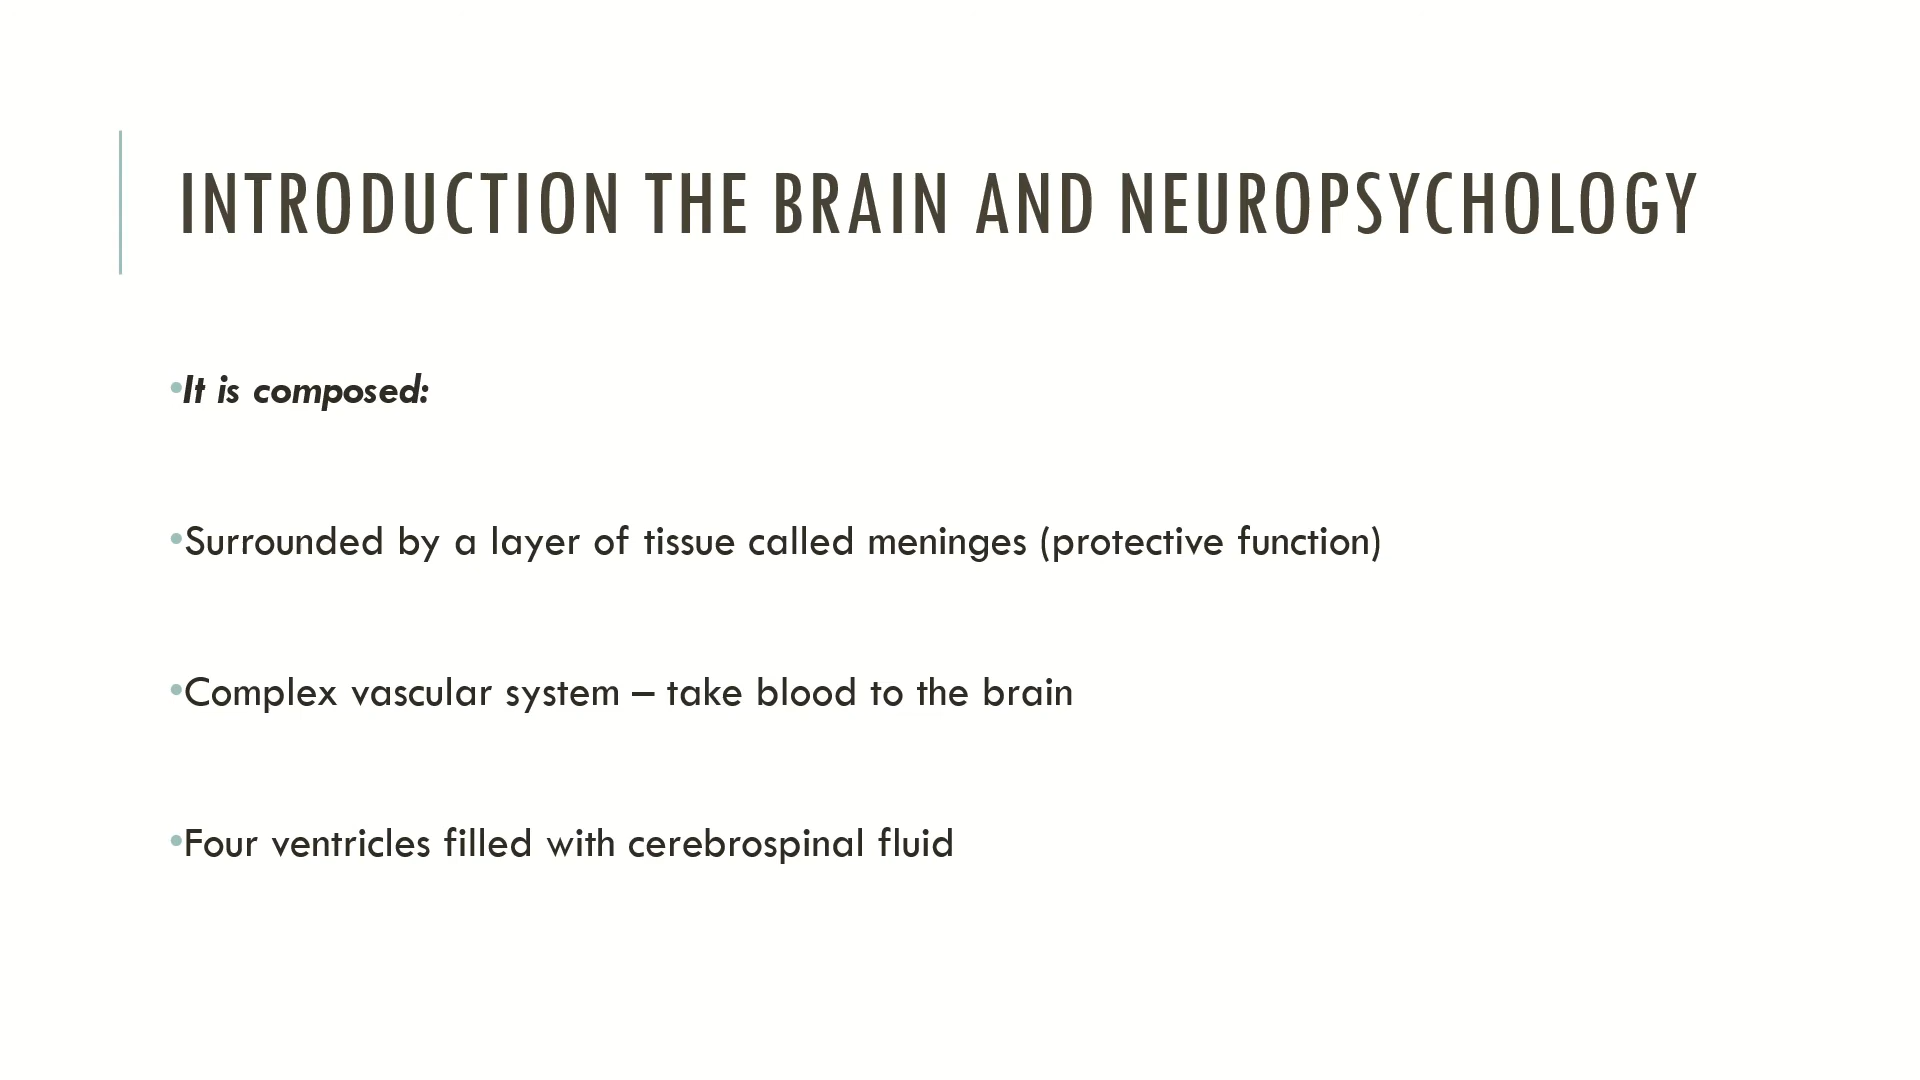 INTRODUCTION THE BRAIN AND NEUROPSYCHOLOGY
•It is composed:
•Surrounded by a layer of tissue called meninges (protective function)
•Complex vascular system – take blood to the brain
•Four ventricles filled with cerebrospinal fluid